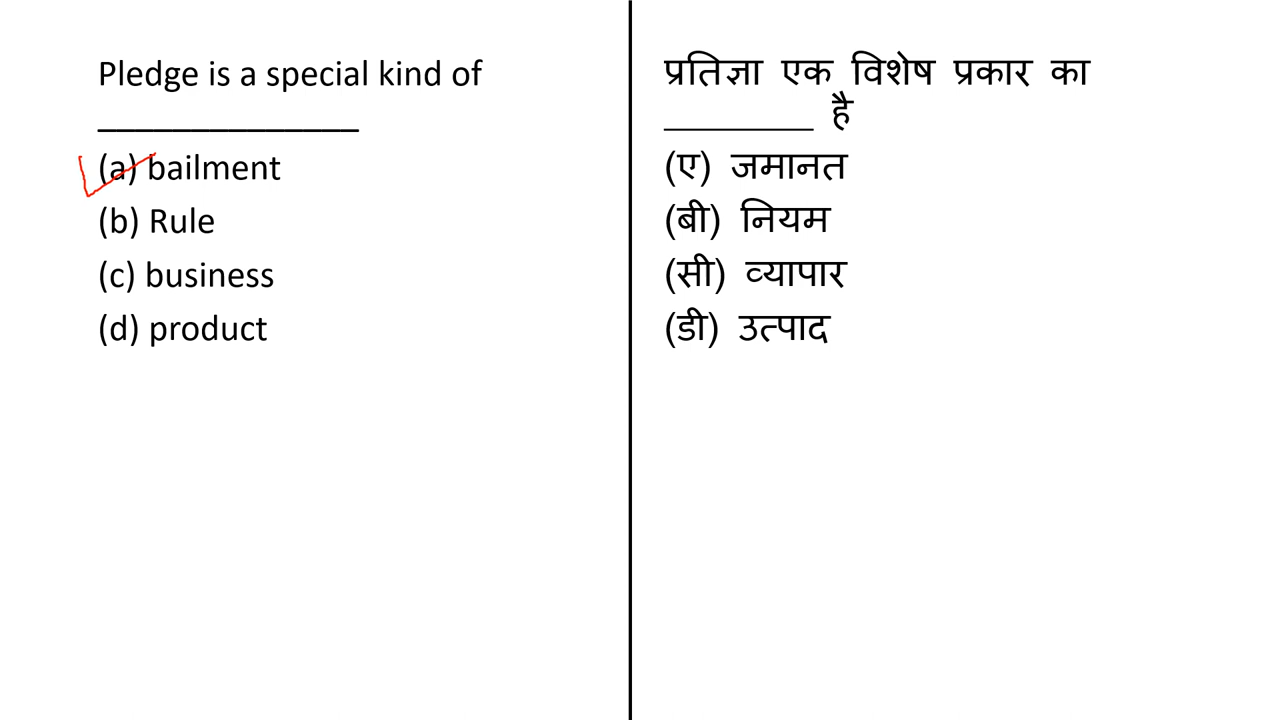 Pledge is a special kind of
______________
(a) bailment
(b) Rule
(c) business
(d) product
प्रतिज्ञा एक विशेष प्रकार का
________ है
(ए) जमानत
(बी) नियम
(सी) व्यापार
(डी) उत्पाद